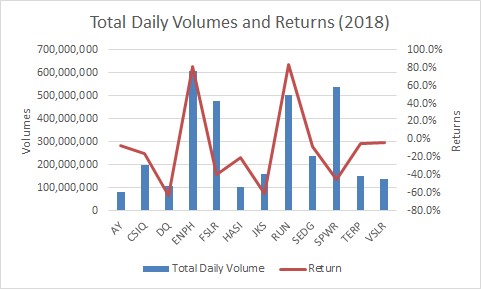 Total Daily Volumes and Returns (2018)
700,000,000
600,000,000
500,000,000
400,000,000
300,000,000
200,000,000
100,000,000
0
Volumes
100.0%
80.0%
60.0%
40.0%
20.0%
0.0%
-20.0%
-40.0%
-60.0%
-80.0%
Returns
AY
CSIQ
DQ
ENPH
FSLR
HASI
JKS
RUN
SEDG
SPWR
TERP
VSLR
Total Daily Volume
Return